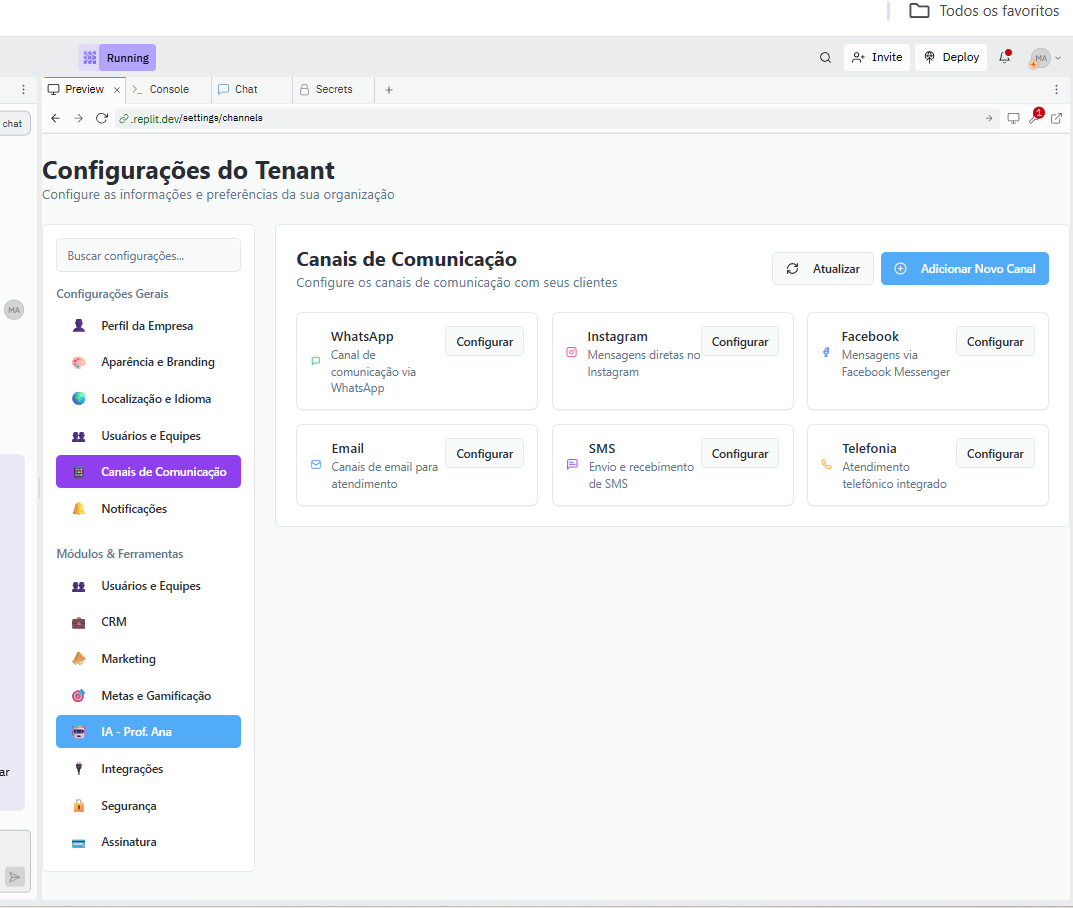 Todos os favoritos
Running
Invite
Deploy
MA
Preview
Console
Chat
Secrets
chat
.replit.dev/settings/channels
1
Configurações do Tenant
Configure as informações e preferências da sua organização
Buscar configurações...
Configurações Gerais
MA
Perfil da Empresa
Aparência e Branding
Localização e Idioma
Usuários e Equipes
Canais de Comunicação
Notificações
Módulos & Ferramentas
Usuários e Equipes
CRM
Marketing
Metas e Gamificação
IA - Prof. Ana
Integrações
Segurança
Assinatura
ar
Canais de Comunicação
Configure os canais de comunicação com seus clientes
Atualizar
Adicionar Novo Canal
WhatsApp
Canal de
comunicação via
WhatsApp
Configurar
Instagram
Mensagens diretas no
Instagram
Configurar
Facebook
Mensagens via
Facebook Messenger
Configurar
Email
Canais de email para
atendimento
Configurar
SMS
Envio e recebimento
de SMS
Configurar
Telefonia
Atendimento
telefônico integrado
Configurar